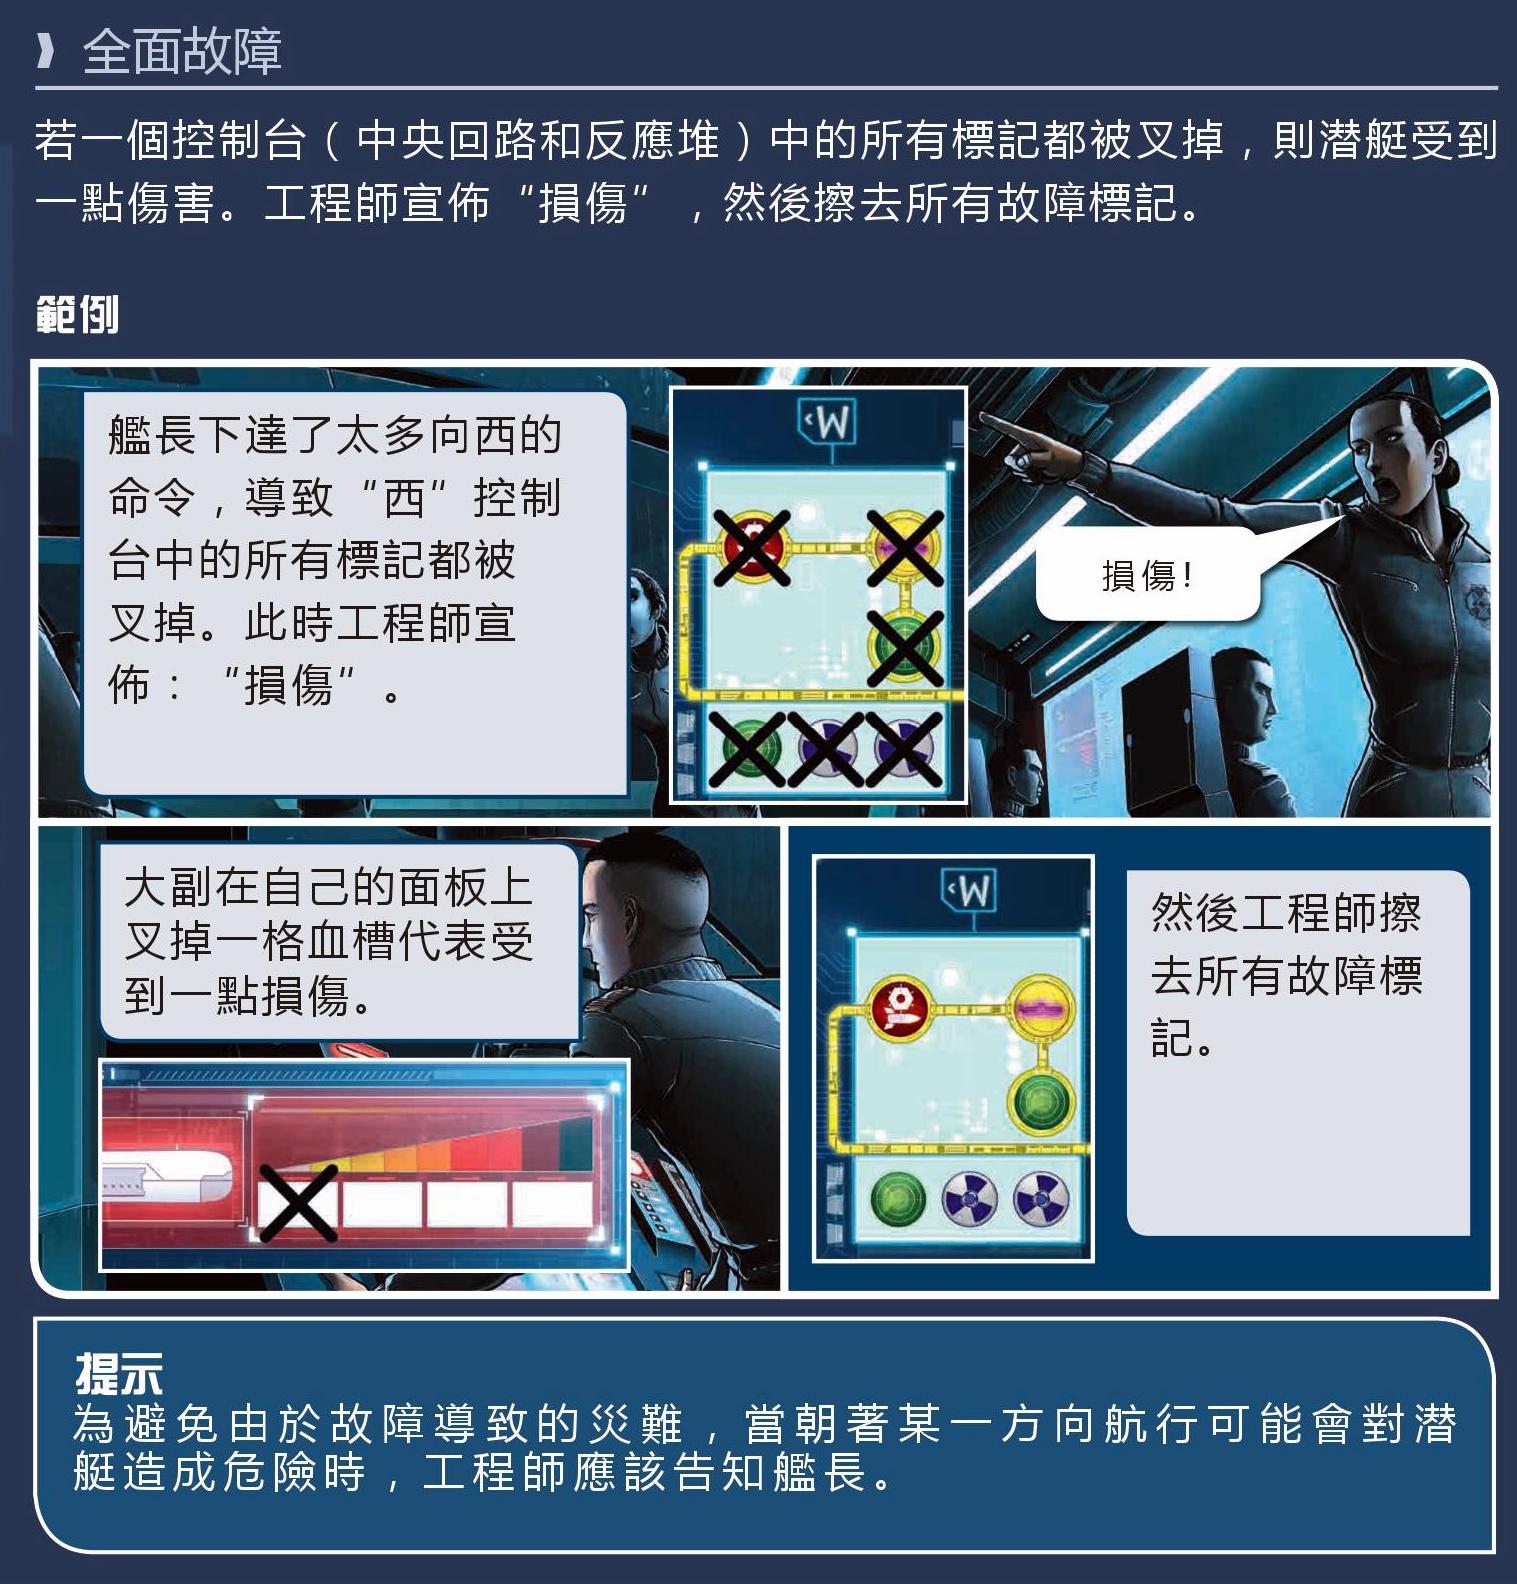 全面故障
若一個控制台（中央回路和反應堆）中的所有標記都被叉掉，則潜艇受到
一點傷害。工程師宣佈“損傷"，然後擦去所有故障標記。
範例
艦長下達了太多向西的
命令，導致“西"控制
台中的所有標記都被
叉掉。此時工程師宣
佈：“損傷"。
<W
損傷!
大副在自己的面板上
叉掉一格血槽代表受
到一點損傷。
<W
然後工程師擦
去所有故障標
記。
提示
為避免由於故障導致的災難，當朝著某一方向航行可能會對潜
艇造成危險時，工程師應該告知艦長。